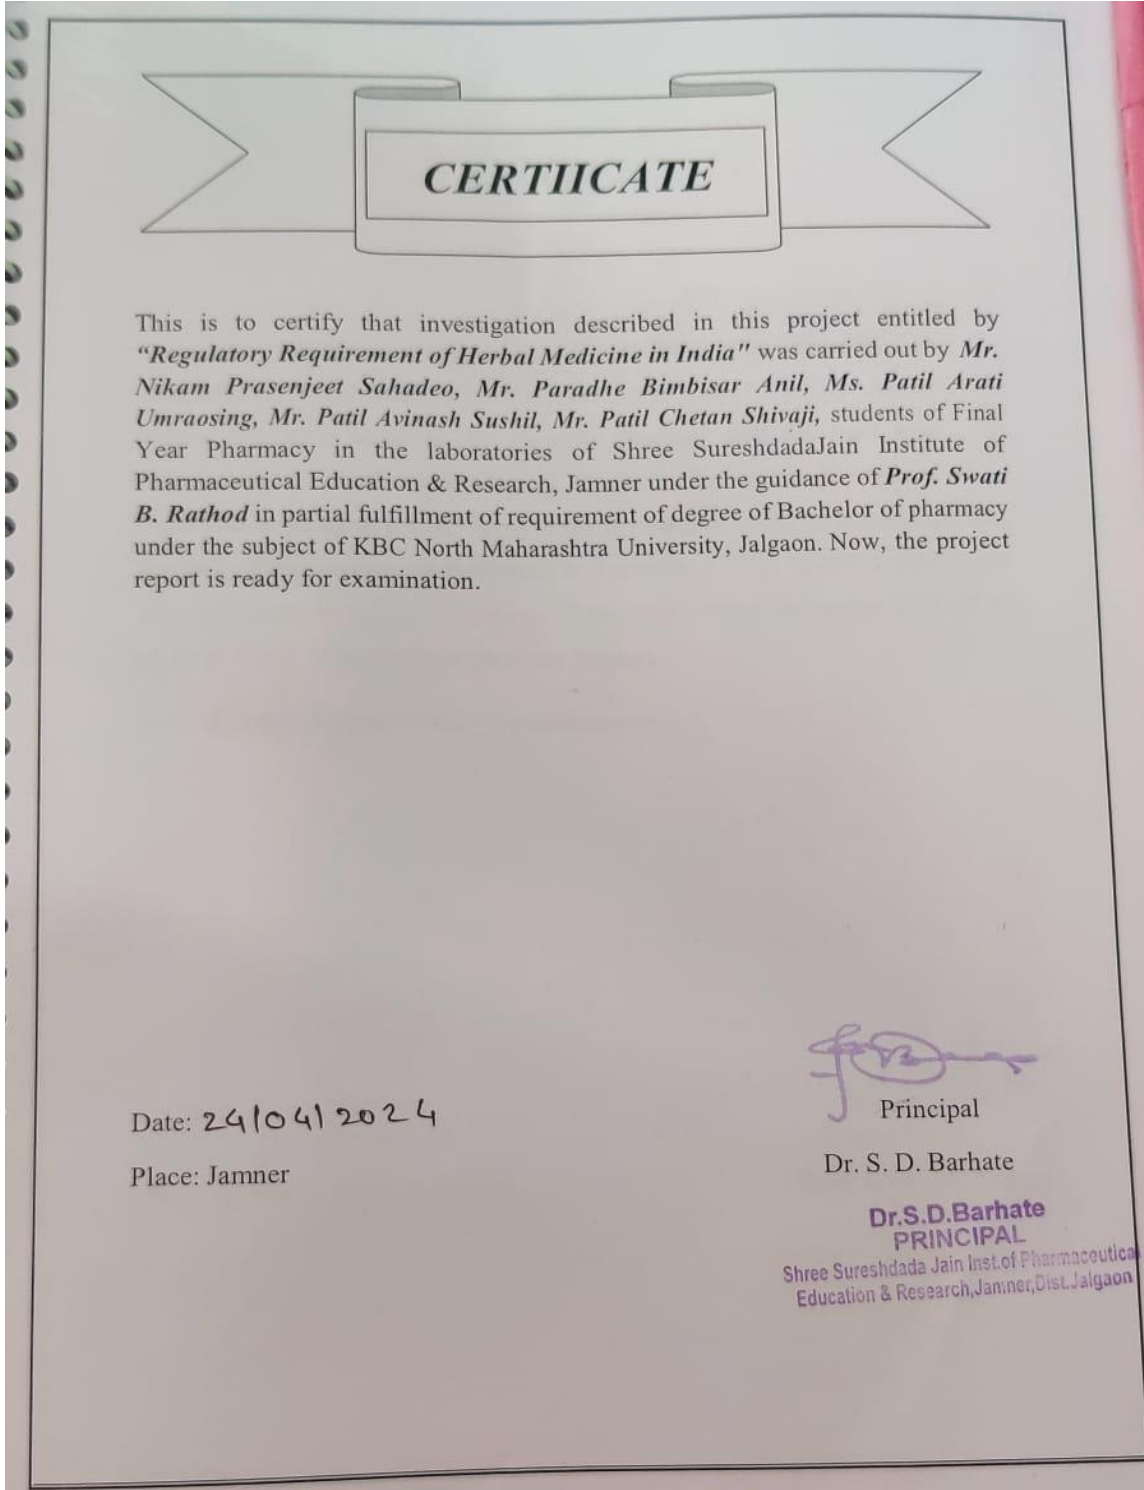 CERTIICATE
This is to certify that investigation described in this project entitled by
“Regulatory Requirement of Herbal Medicine in India" was carried out by Mr.
Nikam Prasenjeet Sahadeo, Mr. Paradhe Bimbisar Anil, Ms. Patil Arati
Umraosing, Mr. Patil Avinash Sushil, Mr. Patil Chetan Shivaji, students of Final
Year Pharmacy in the laboratories of Shree SureshdadaJain Institute of
Pharmaceutical Education & Research, Jamner under the guidance of Prof. Swati
B. Rathod in partial fulfillment of requirement of degree of Bachelor of pharmacy
under the subject of KBC North Maharashtra University, Jalgaon. Now, the project
report is ready for examination.
Date: 24/04/2024
Place: Jamner
Principal
Dr. S. D. Barhate
Dr.S.D.Barhate
PRINCIPAL
Shree Sureshdada Jain Inst.of Pharmaceutica
Education & Research,Jamner,Dist.Jalgaon